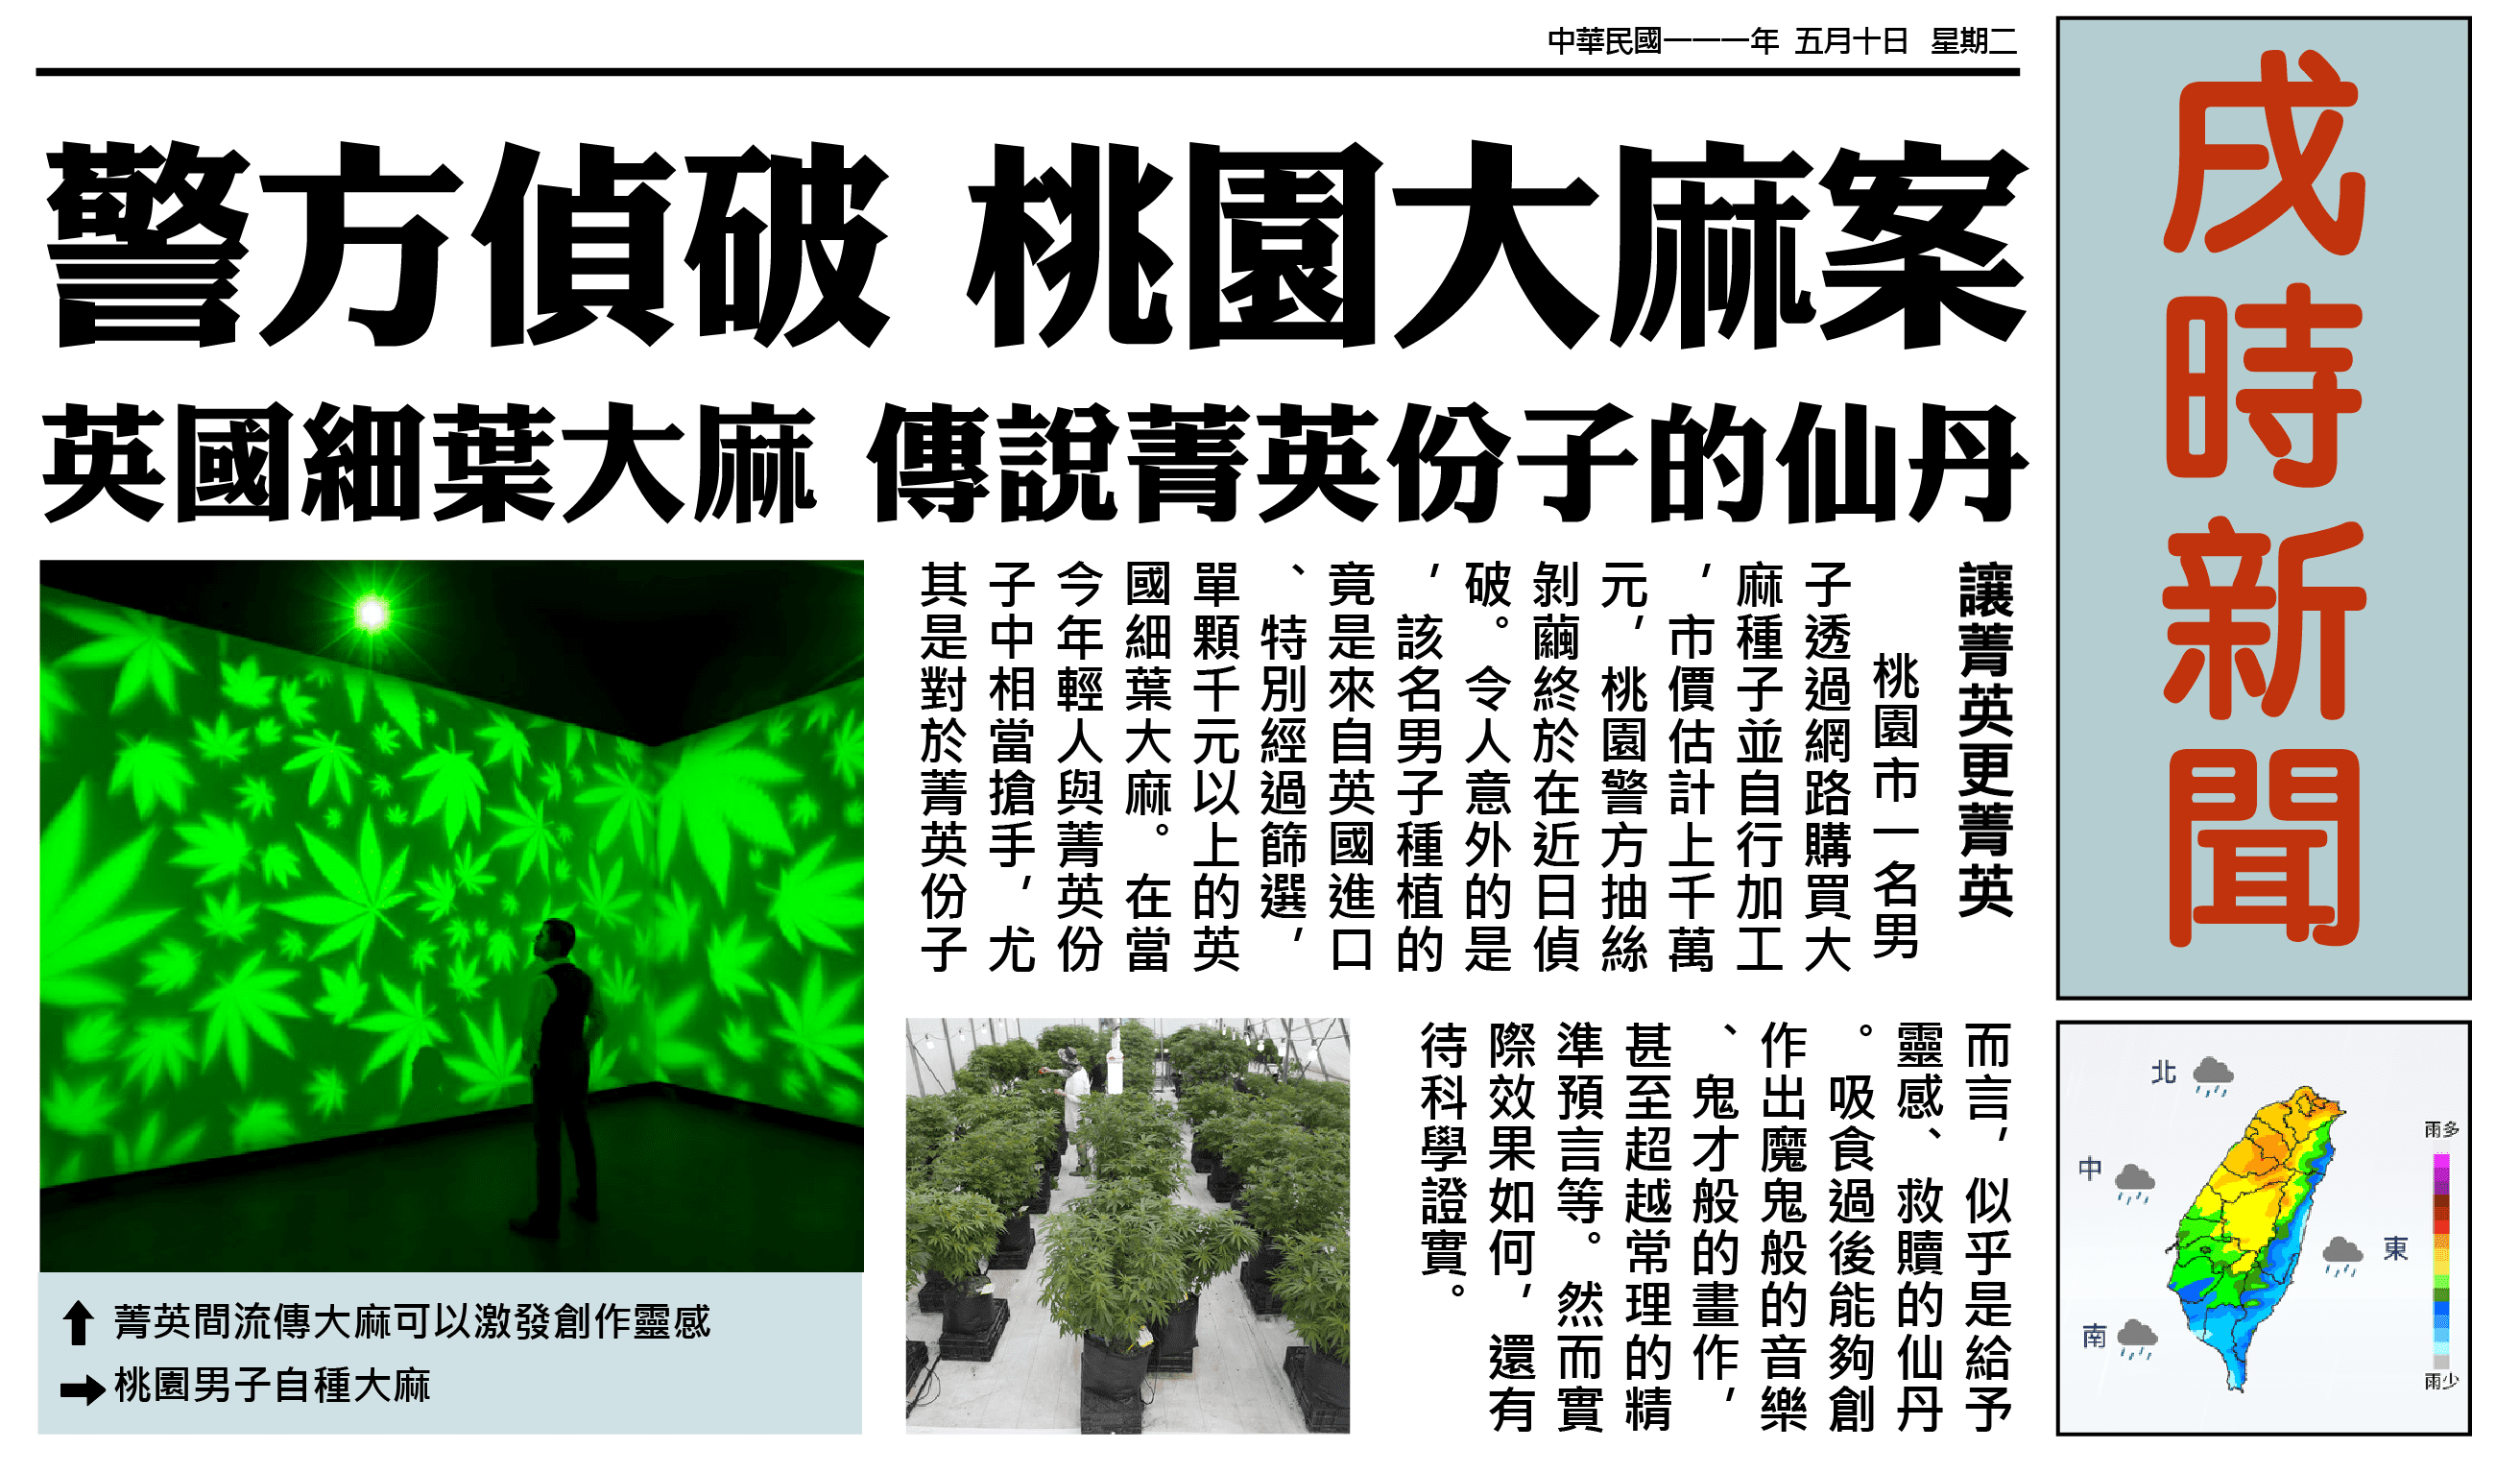 戌時新聞
中華民國一一一年 五月十日 星期二
警方偵破 桃園大麻案
英國細葉大麻 傳說菁英份子的仙丹
讓菁英更菁英
桃園市一名男
子透過網路購買大
麻種子並自行加工
，市價估計上千萬
元，桃園警方抽絲
剝繭終於在近日偵
破。令人意外的是
，該名男子種植的
竟是來自英國進口
、特別經過篩選，
單顆千元以上的英
國細葉大麻。在當
今年輕人與菁英份
子中相當搶手，尤
其是對於菁英份子
而言，似乎是給予
靈感、救贖的仙丹
。吸食過後能夠創
作出魔鬼般的音樂
、鬼才般的畫作，
甚至超越常理的精
準預言等。然而實
際效果如何，還有
待科學證實。
↑ 菁英間流傳大麻可以激發創作靈感
→ 桃園男子自種大麻
北
中
東
南
雨多
雨少